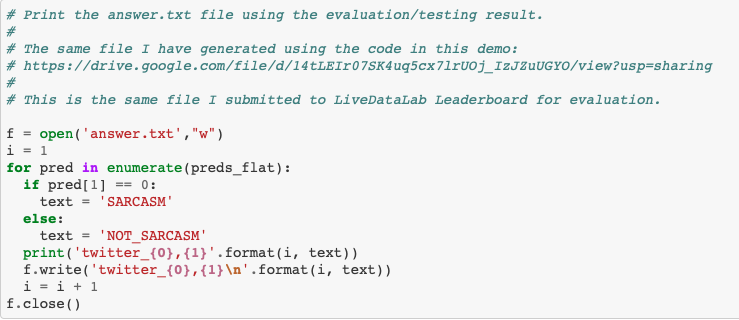 # Print the answer.txt file using the evaluation/testing result.
#
# The same file I have generated using the code in this demo:
# https://drive.google.com/file/d/14tLEIr07SK4uq5cx7lrUOj_IzJZuUGYO/view?usp=sharing
#
# This is the same file I submitted to LiveDataLab Leaderboard for evaluation.

f = open('answer.txt',"w")
i = 1
for pred in enumerate(preds_flat):
  if pred[1] == 0:
    text = 'SARCASM'
  else:
    text = 'NOT_SARCASM'
  print('twitter_{0},{1}'.format(i, text))
  f.write('twitter_{0},{1}\n'.format(i, text))
  i = i + 1
f.close()